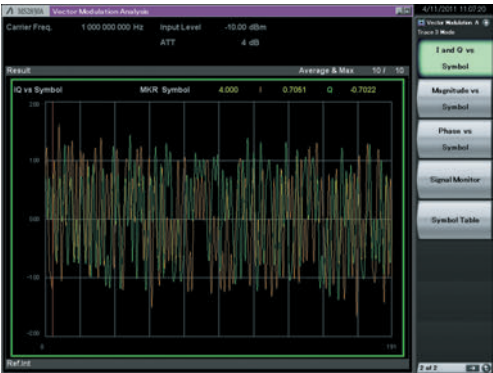 MS2830A Vector Modulation Analysis
4/11/2011 11:07:20
Carrier Freq. 1 000 000 000 Hz Input Level -10.00 dBm
ATT 4 dB
Result Average & Max 10 / 10
IQ vs Symbol MKR Symbol 4.000 I 0.7051 Q -0.7022
2.00
1.00
0.00
-1.00
-2.00
0 191
Ref.Int
Vector Modulation A
Trace 3 Mode
I and Q vs
Symbol
Magnitude vs
Symbol
Phase vs
Symbol
Signal Monitor
Symbol Table
2 of 2